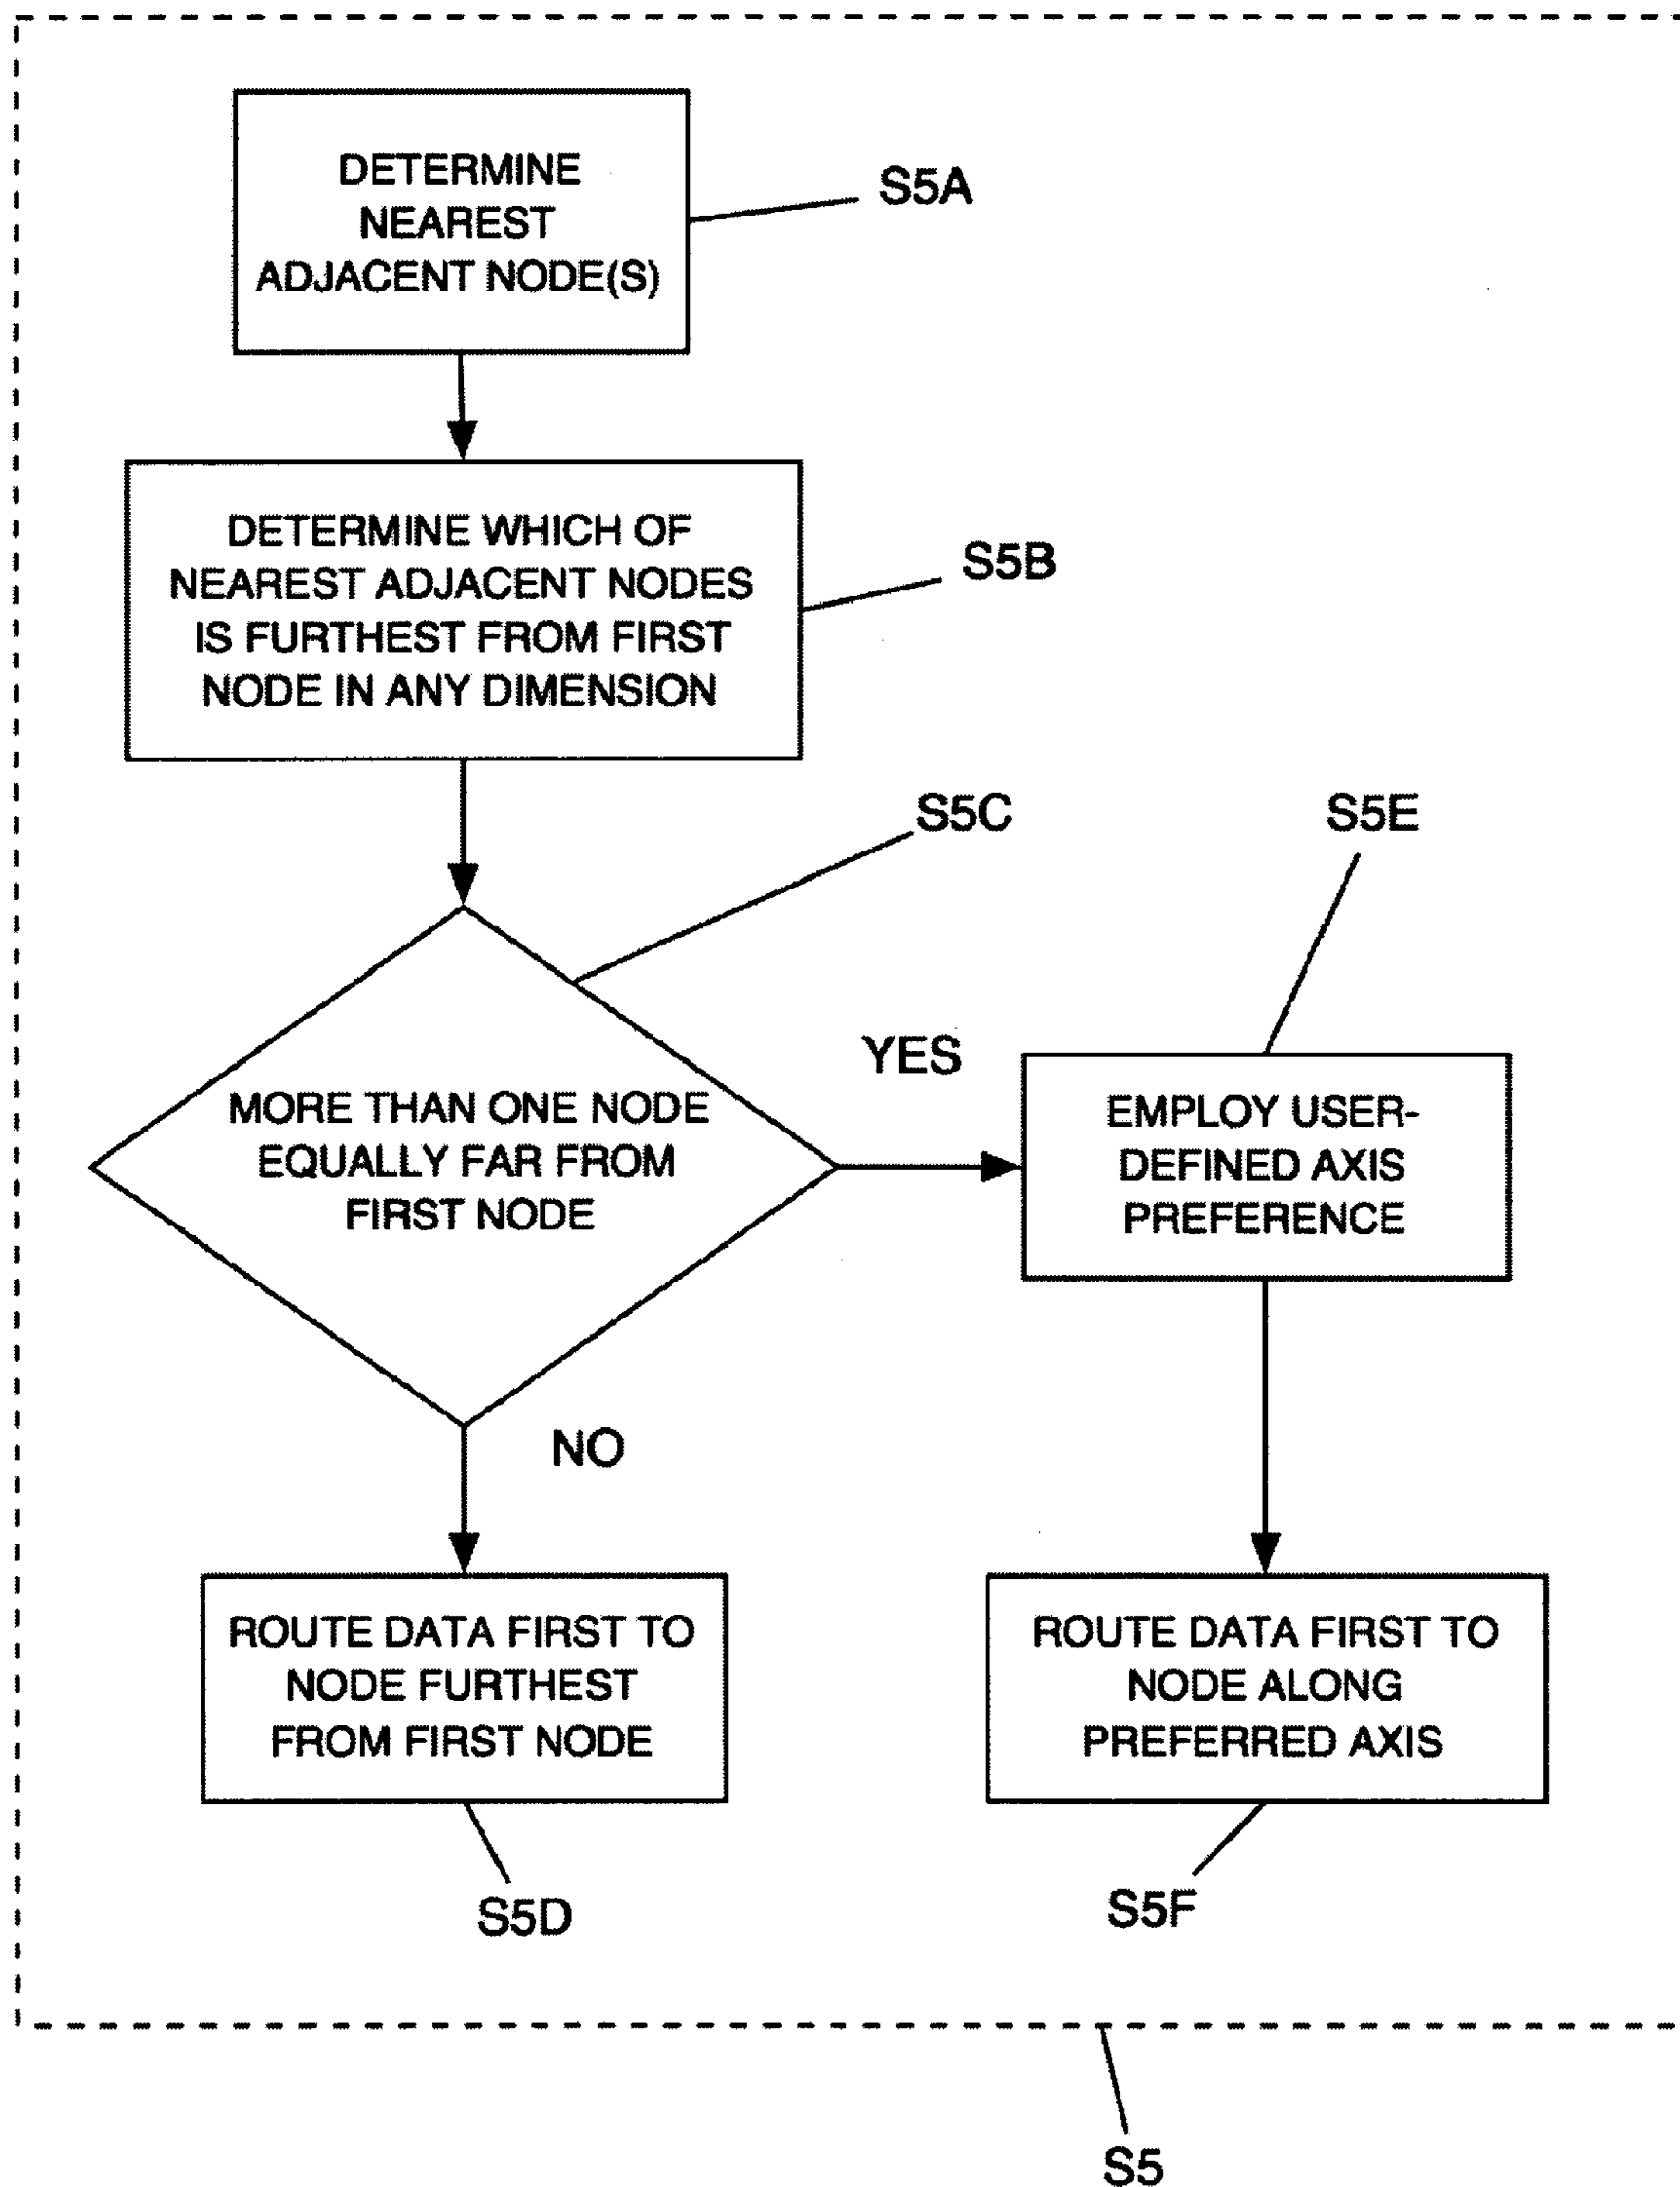 DETERMINE
NEAREST
ADJACENT NODE(S)
S5A
DETERMINE WHICH OF
NEAREST ADJACENT NODES
IS FURTHEST FROM FIRST
NODE IN ANY DIMENSION
S5B
S5C
S5E
MORE THAN ONE NODE
EQUALLY FAR FROM
FIRST NODE
YES
EMPLOY USER-
DEFINED AXIS
PREFERENCE
NO
ROUTE DATA FIRST TO
NODE FURTHEST
FROM FIRST NODE
ROUTE DATA FIRST TO
NODE ALONG
PREFERRED AXIS
S5D
S5F
S5